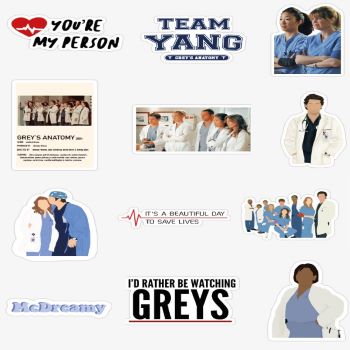 YOU'RE
MY PERSON
TEAM
YANG
GREY'S ANATOMY
GREY'S ANATOMY
IT'S A BEAUTIFUL DAY
TO SAVE LIVES
McDreamy
I'D RATHER BE WATCHING
GREYS